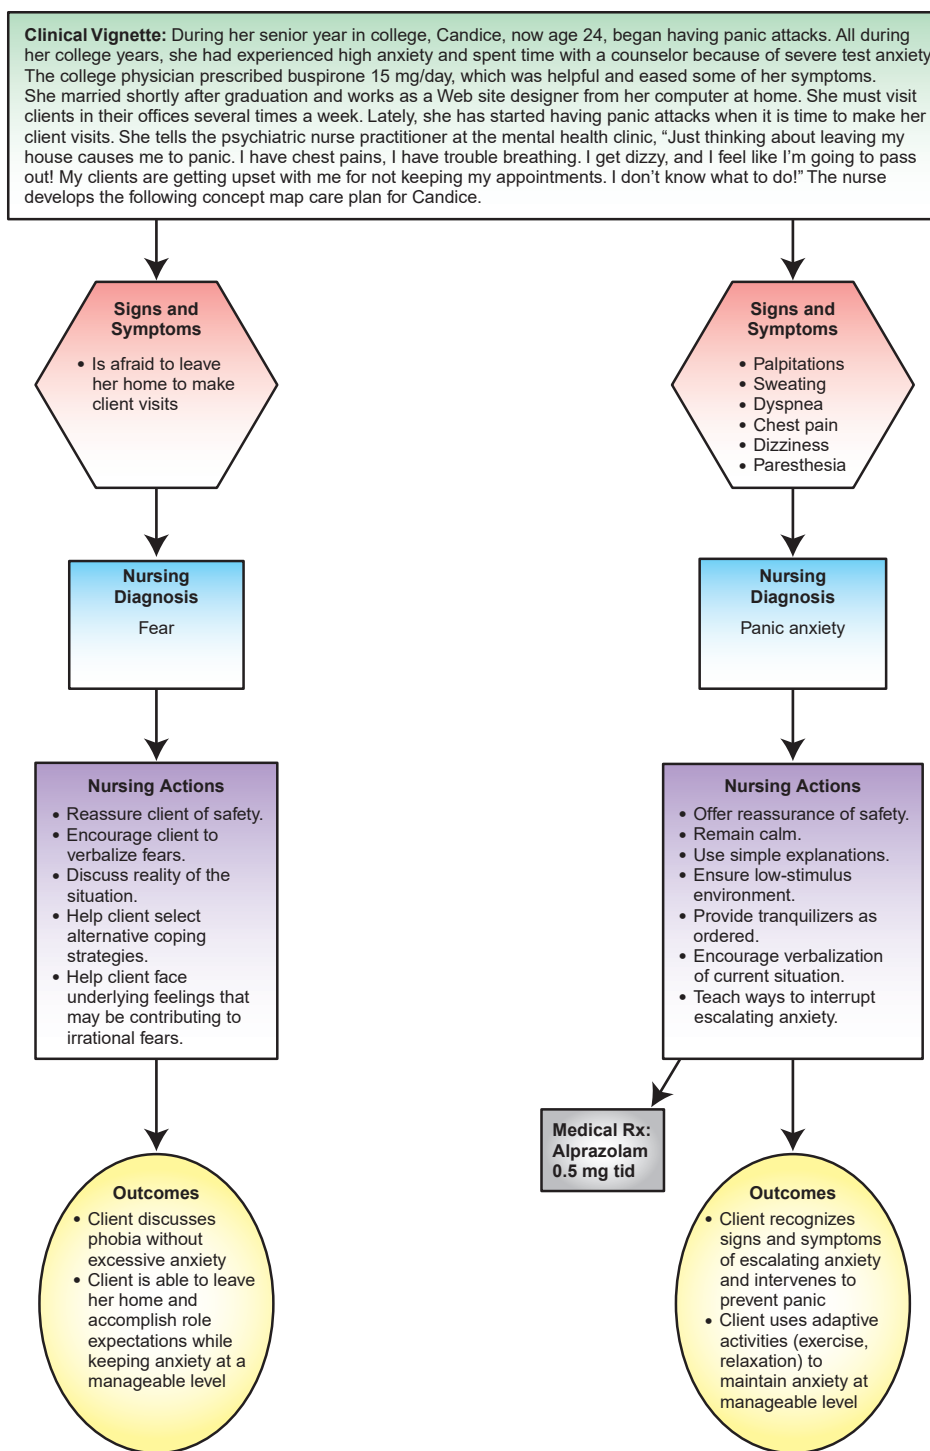 Clinical Vignette: During her senior year in college, Candice, now age 24, began having panic attacks. All during
her college years, she had experienced high anxiety and spent time with a counselor because of severe test anxiety
The college physician prescribed buspirone 15 mg/day, which was helpful and eased some of her symptoms.
She married shortly after graduation and works as a Web site designer from her computer at home. She must visit
clients in their offices several times a week. Lately, she has started having panic attacks when it is time to make her
client visits. She tells the psychiatric nurse practitioner at the mental health clinic, “Just thinking about leaving my
house causes me to panic. I have chest pains, I have trouble breathing. I get dizzy, and I feel like I’m going to pass
out! My clients are getting upset with me for not keeping my appointments. I don’t know what to do!” The nurse
develops the following concept map care plan for Candice.
Signs and
Symptoms
• Is afraid to leave
her home to make
client visits
Nursing
Diagnosis
Fear
Nursing Actions
• Reassure client of safety.
• Encourage client to
verbalize fears.
• Discuss reality of the
situation.
• Help client select
alternative coping
strategies.
• Help client face
underlying feelings that
may be contributing to
irrational fears.
Outcomes
• Client discusses
phobia without
excessive anxiety
• Client is able to leave
her home and
accomplish role
expectations while
keeping anxiety at a
manageable level
Signs and
Symptoms
• Palpitations
• Sweating
• Dyspnea
• Chest pain
• Dizziness
• Paresthesia
Nursing
Diagnosis
Panic anxiety
Nursing Actions
• Offer reassurance of safety.
• Remain calm.
• Use simple explanations.
• Ensure low-stimulus
environment.
• Provide tranquilizers as
ordered.
• Encourage verbalization
of current situation.
• Teach ways to interrupt
escalating anxiety.
Medical Rx:
Alprazolam
0.5 mg tid
Outcomes
• Client recognizes
signs and symptoms
of escalating anxiety
and intervenes to
prevent panic
• Client uses adaptive
activities (exercise,
relaxation) to
maintain anxiety at
manageable level